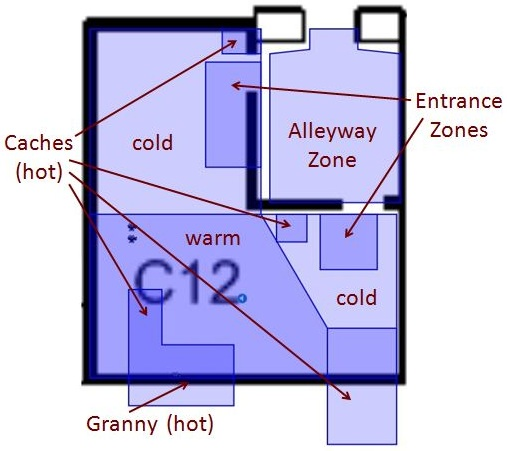 Entrance
Zones
Alleyway
Zone
Caches
(hot)
cold
warm
C12
cold
Granny (hot)